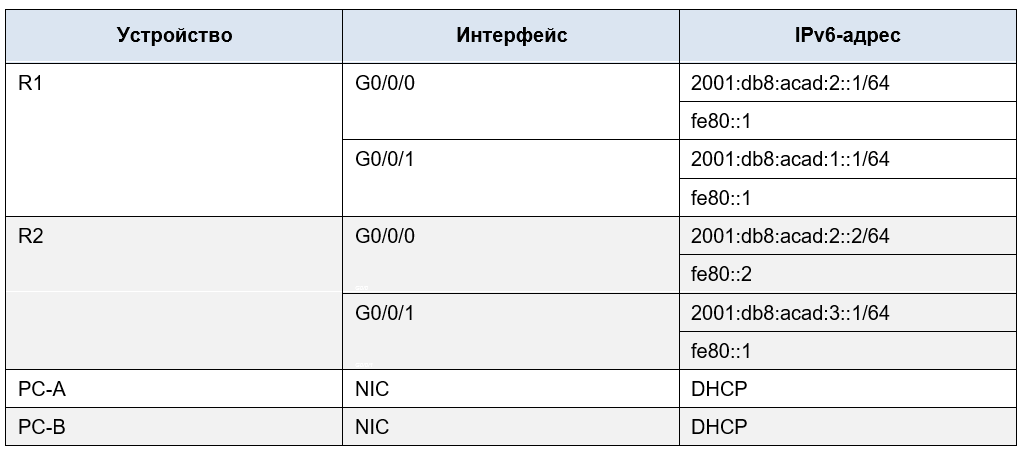 Устройство Интерфейс IPv6-адрес
R1 G0/0/0 2001:db8:acad:2::1/64
fe80::1
G0/0/1 2001:db8:acad:1::1/64
fe80::1
R2 G0/0/0 2001:db8:acad:2::2/64
fe80::2
G0/0/1 2001:db8:acad:3::1/64
fe80::1
PC-A NIC DHCP
PC-B NIC DHCP